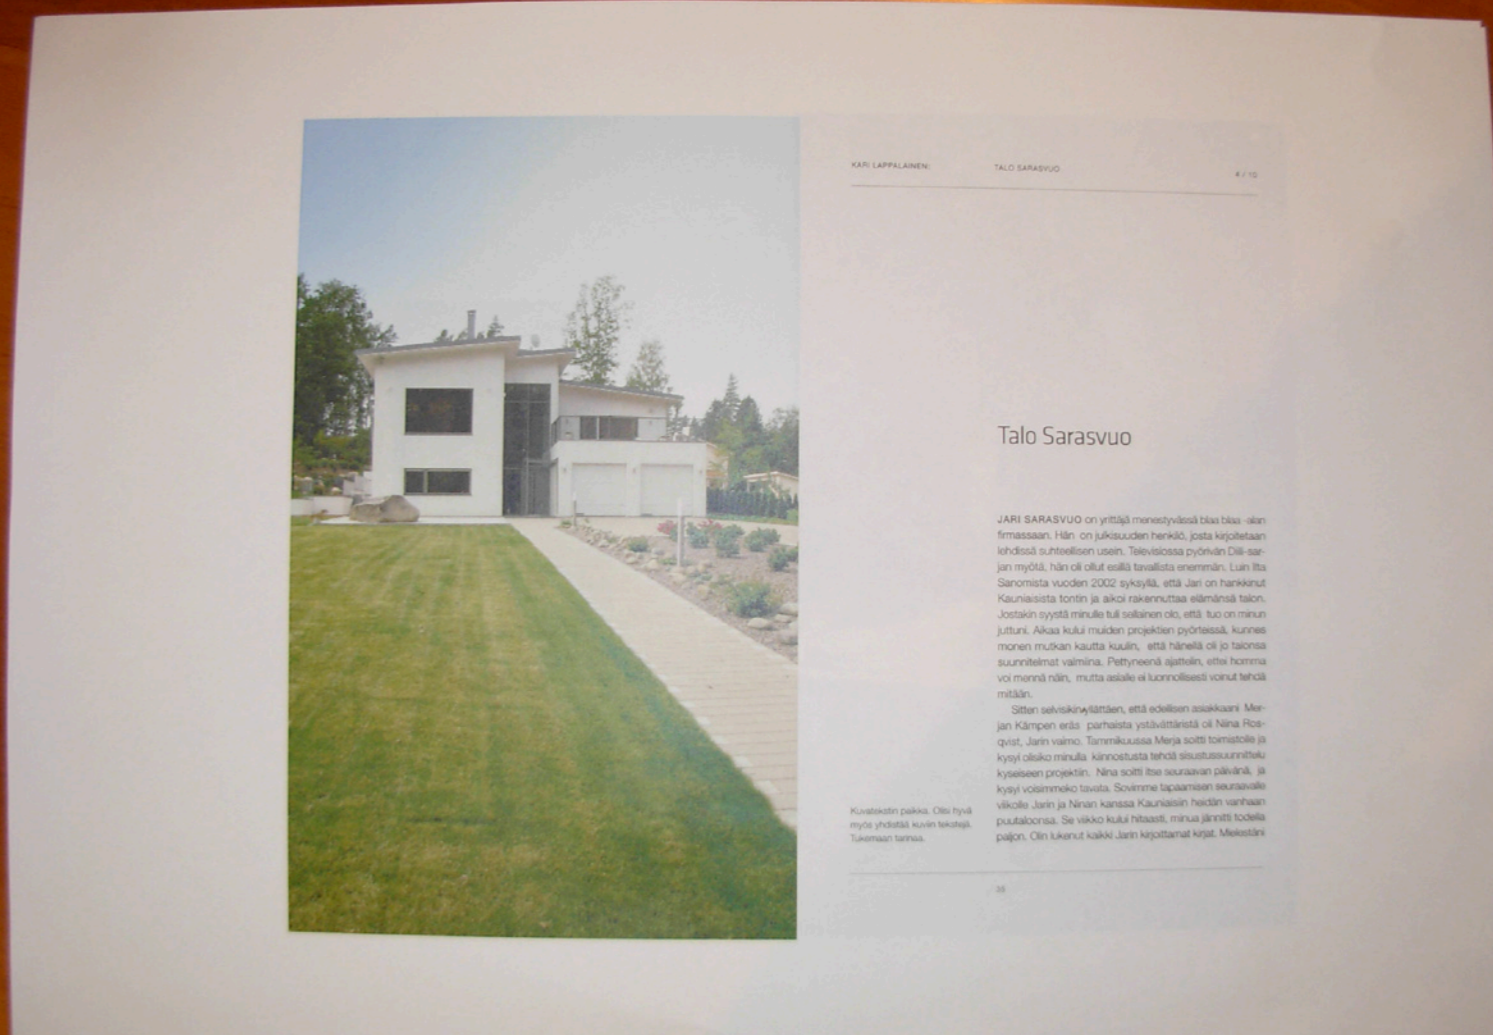 KARI LAPPALAINEN:
TALO SARASVUO
4 / 10
Talo Sarasvuo
JARI SARASVUO on yrittäjä menestyvässä blaa blaa -alan
firmassaan. Hän on julkisuuden henkilö, josta kirjoitetaan
lehdissä suhteellisen usein. Televisiossa pyörivän Diili-sar-
jan myötä, hän oli ollut esillä tavallista enemmän. Luin Ilta
Sanomista vuoden 2002 syksyllä, että Jari on hankkinut
Kauniaisista tontin ja aikoi rakennuttaa elämänsä talon.
Jostakin syystä minulle tuli sellainen olo, että tuo on minun
juttuni. Aikaa kului muiden projektien pyörteissä, kunnes
monen mutkan kautta kuulin, että hänellä oli jo talonsa
suunnitelmat valmiina. Pettyneenä ajattelin, ettei homma
voi mennä näin, mutta asialle ei luonnollisesti voinut tehdä
mitään.
Sitten selvisikin yllättäen, että edellisen asiakkaani Mer-
jan Kämpen eräs parhaista ystävättäristä oli Niina Ros-
qvist, Jarin vaimo. Tammikuussa Merja soitti toimistolle ja
kysyi olisiko minulla kiinnostusta tehdä sisustussuunnittelu
kyseiseen projektiin. Nina soitti itse seuraavan päivänä, ja
kysyi voisimmeko tavata. Sovimme tapaamisen seuraavalle
viikolle Jarin ja Ninan kanssa Kauniaisiin heidän vanhaan
puutaloonsa. Se viikko kului hitaasti, minua jännitti todella
paljon. Olin lukenut kaikki Jarin kirjoittamat kirjat. Mielestäni
Kuvatekstin paikka. Olisi hyvä
myös yhdistää kuviin tekstejä.
Tukemaan tarinaa.